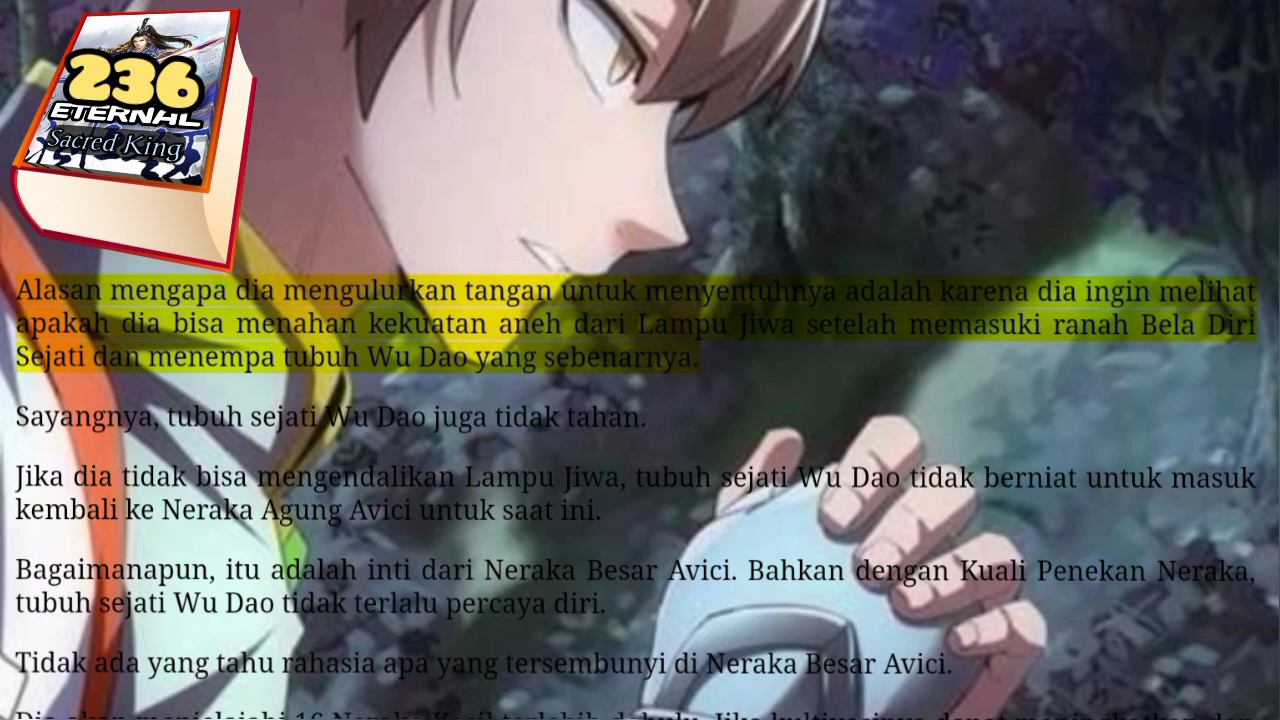 236
ETERNAL
Sacred King
Alasan mengapa dia mengulurkan tangan untuk menyentuhnya adalah karena dia ingin melihat
apakah dia bisa menahan kekuatan aneh dari Lampu Jiwa setelah memasuki ranah Bela Diri
Sejati dan menempa tubuh Wu Dao yang sebenarnya.
Sayangnya, tubuh sejati Wu Dao juga tidak tahan.
Jika dia tidak bisa mengendalikan Lampu Jiwa, tubuh sejati Wu Dao tidak berniat untuk masuk
kembali ke Neraka Agung Avici untuk saat ini.
Bagaimanapun, itu adalah inti dari Neraka Besar Avici. Bahkan dengan Kuali Penekan Neraka,
tubuh sejati Wu Dao tidak terlalu percaya diri.
Tidak ada yang tahu rahasia apa yang tersembunyi di Neraka Besar Avici.